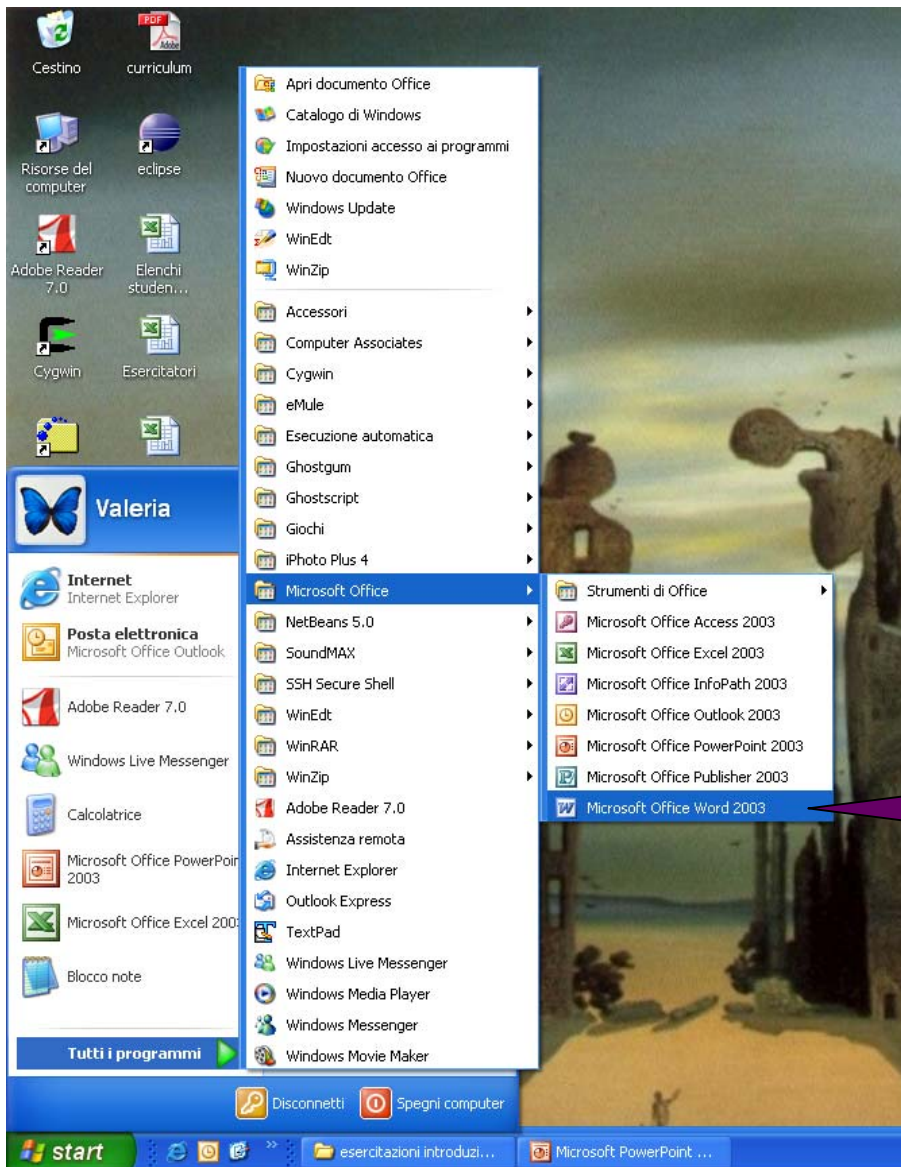 Cestino
curriculum
Risorse del
computer
eclipse
Adobe Reader
7.0
Elenchi
studen...
Cygwin
Esercitatori
Valeria
Internet
Internet Explorer
Posta elettronica
Microsoft Office Outlook
Adobe Reader 7.0
Windows Live Messenger
Calcolatrice
Microsoft Office PowerPoin
2003
Microsoft Office Excel 200
Blocco note
Tutti i programmi
Apri documento Office
Catalogo di Windows
Impostazioni accesso ai programmi
Nuovo documento Office
Windows Update
WinEdt
WinZip
Accessori
Computer Associates
Cygwin
eMule
Esecuzione automatica
Ghostgum
Ghostscript
Giochi
iPhoto Plus 4
Microsoft Office
NetBeans 5.0
SoundMAX
SSH Secure Shell
WinEdt
WinRAR
WinZip
Adobe Reader 7.0
Assistenza remota
Internet Explorer
Outlook Express
TextPad
Windows Live Messenger
Windows Media Player
Windows Messenger
Windows Movie Maker
Strumenti di Office
Microsoft Office Access 2003
Microsoft Office Excel 2003
Microsoft Office InfoPath 2003
Microsoft Office Outlook 2003
Microsoft Office PowerPoint 2003
Microsoft Office Publisher 2003
Microsoft Office Word 2003
Disconnetti
Spegni computer
start
esercitazioni introduzi...
Microsoft PowerPoint ...